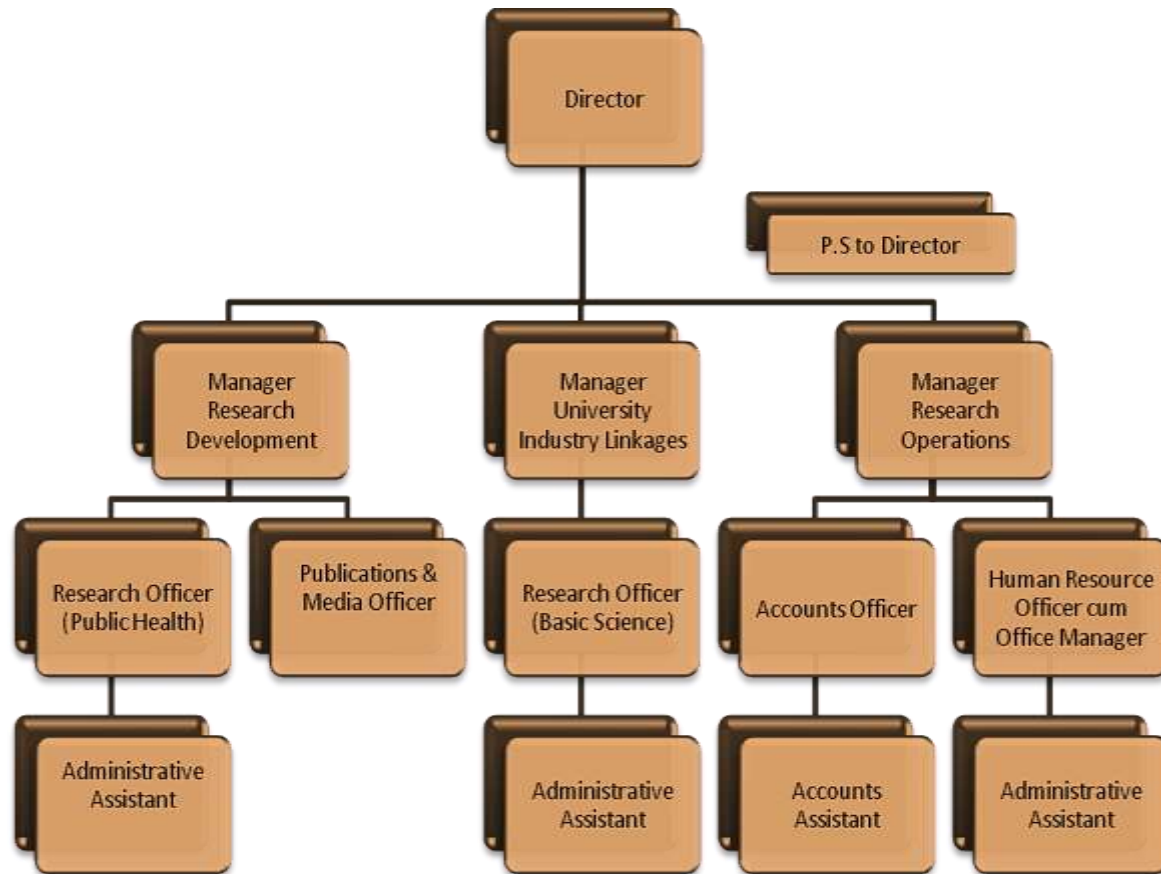 Director
P.S to Director
Manager
Research
Development
Manager
University
Industry Linkages
Manager
Research
Operations
Research Officer
(Public Health)
Publications &
Media Officer
Research Officer
(Basic Science)
Accounts Officer
Human Resource
Officer cum
Office Manager
Administrative
Assistant
Administrative
Assistant
Accounts
Assistant
Administrative
Assistant